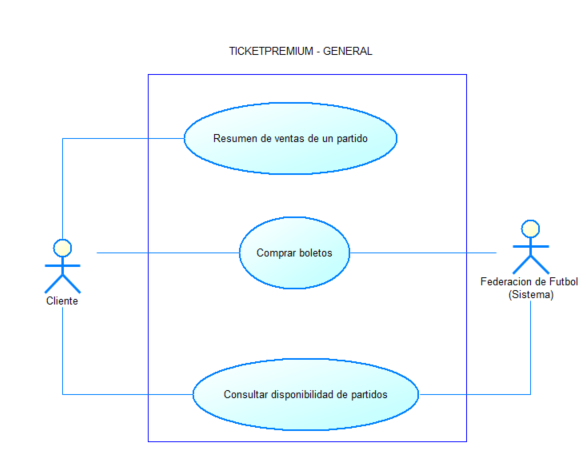 TICKETPREMIUM - GENERAL
Resumen de ventas de un partido
Comprar boletos
Cliente
Federacion de Futbol
(Sistema)
Consultar disponibilidad de partidos